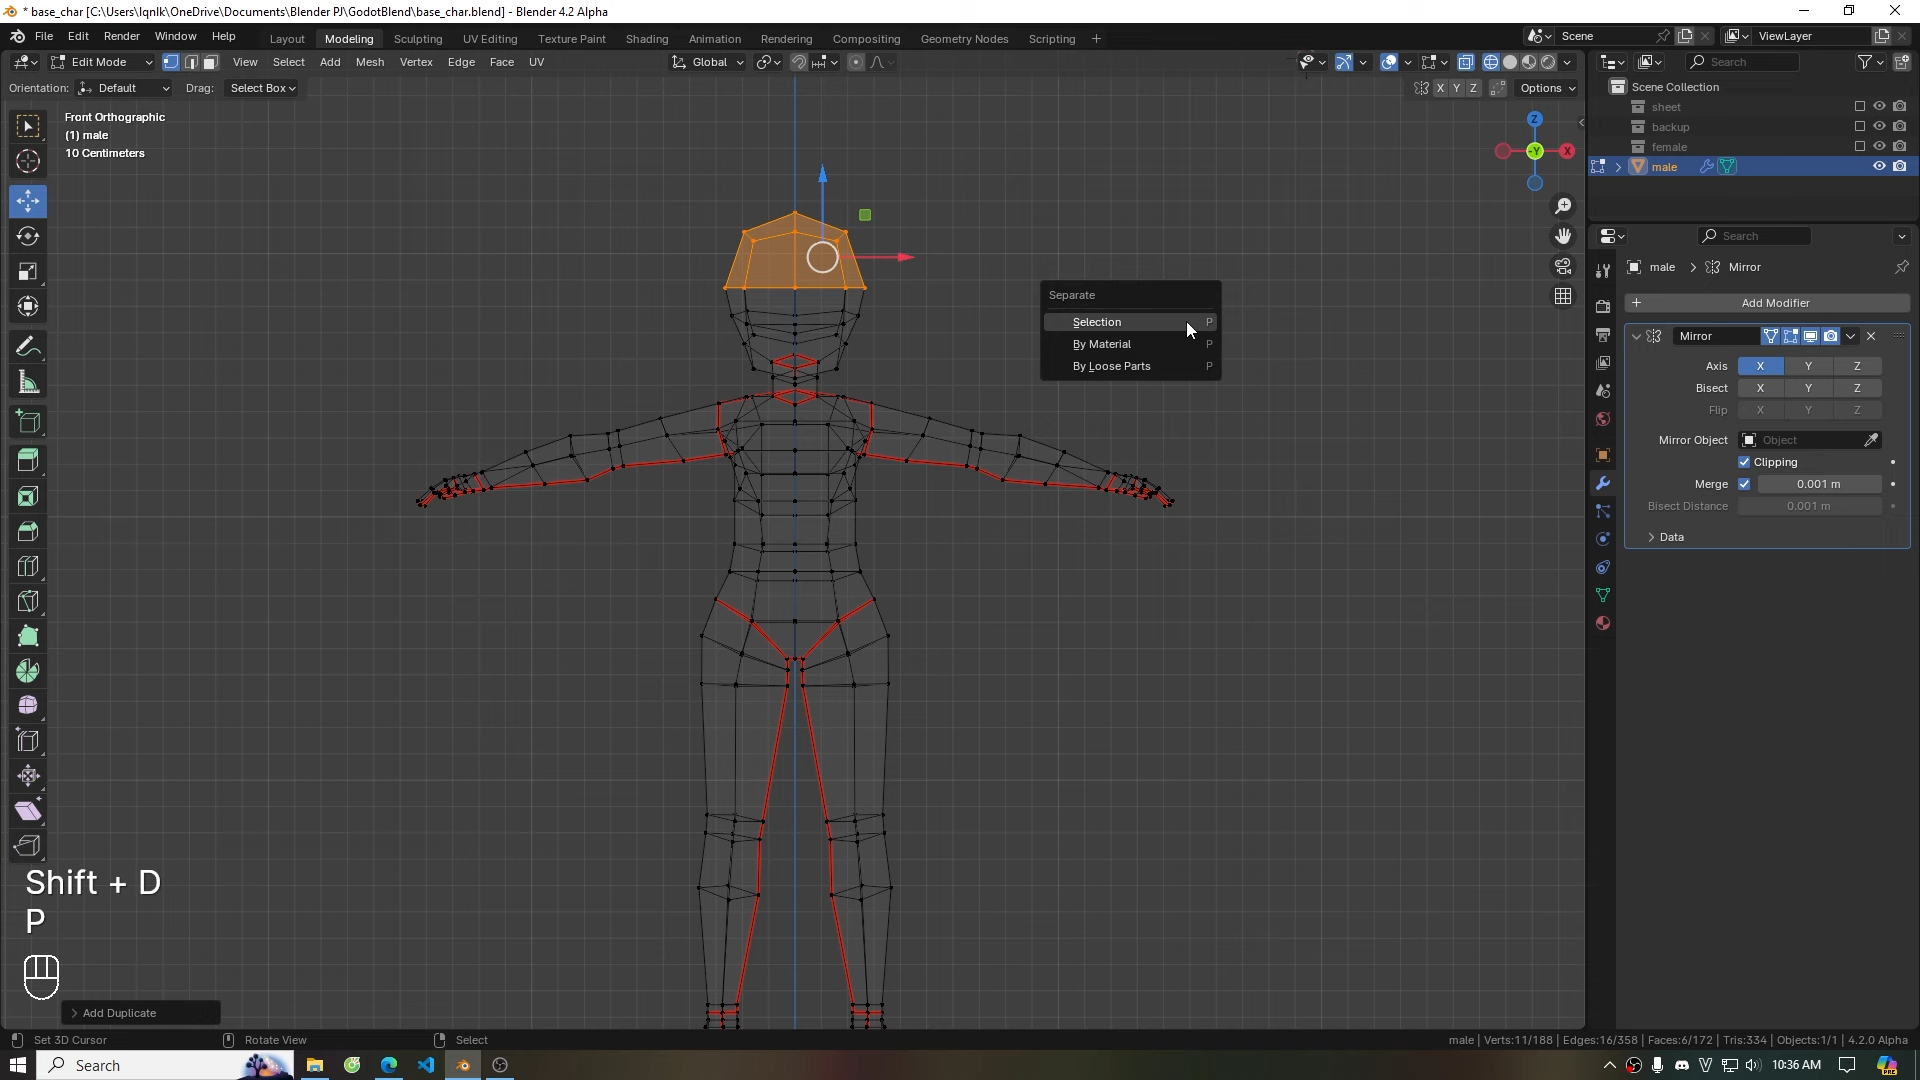 * base_char [C:\Users\Iqnlk\OneDrive\Documents\Blender PJ\GodotBlend\base_char.blend] - Blender 4.2 Alpha
File Edit Render Window Help Layout Modeling Sculpting UV Editing Texture Paint Shading Animation Rendering Compositing Geometry Nodes Scripting + Scene ViewLayer
Edit Mode View Select Add Mesh Vertex Edge Face UV Global Search
Orientation: Default Drag: Select Box X Y Z Options
Scene Collection
sheet
backup
female
male
Front Orthographic
(1) male
10 Centimeters
Z
-Y X
Search
male > Mirror
+ Add Modifier
Mirror
Axis X Y Z
Bisect X Y Z
Flip X Y Z
Mirror Object Object
Clipping
Merge 0.001 m
Bisect Distance 0.001 m
Data
Separate
Selection P
By Material P
By Loose Parts P
Shift + D
P
Add Duplicate
Set 3D Cursor Rotate View Select male | Verts:11/188 | Edges:16/358 | Faces:6/172 | Tris:334 | Objects:1/1 | 4.2.0 Alpha
Search 10:36 AM